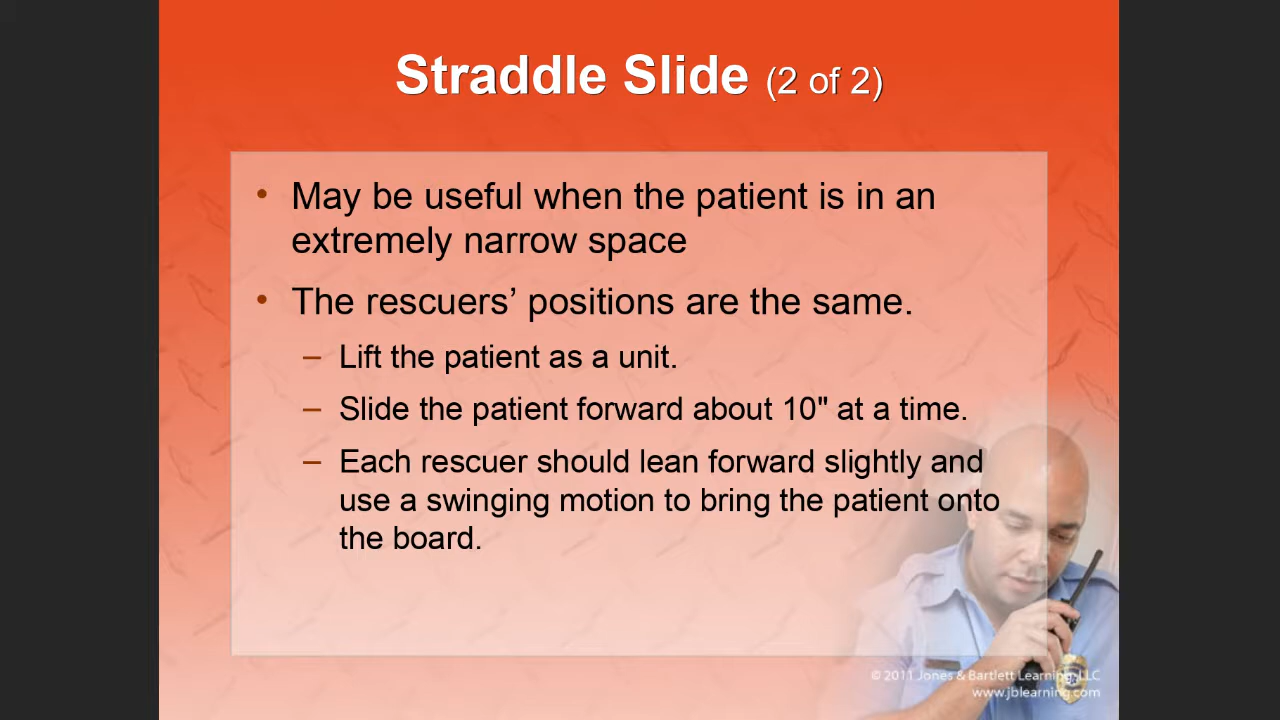 Straddle Slide (2 of 2)
• May be useful when the patient is in an
extremely narrow space
• The rescuers’ positions are the same.
– Lift the patient as a unit.
– Slide the patient forward about 10" at a time.
– Each rescuer should lean forward slightly and
use a swinging motion to bring the patient onto
the board.
© 2011 Jones & Bartlett Learning, LLC
www.jblearning.com